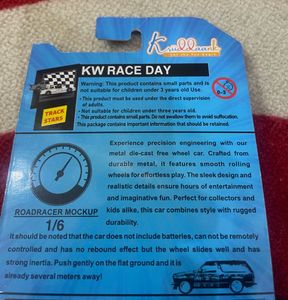 Kruddaank
KW RACE DAY
Warning: This product contains small parts and is
not suitable for children under 3 years old Use.
- This product must be used under the direct supervision
of adults.
- Not suitable for children under three years old.
- This product contains small parts. Do not swallow them to avoid suffocation.
This package contains important information that should be retained.
0-3
TRACK
STARS
Experience precision engineering with our
metal die-cast free wheel car. Crafted from
durable metal, it features smooth rolling
wheels for effortless play. The sleek design and
realistic details ensure hours of entertainment
and imaginative fun. Perfect for collectors and
kids alike, this car combines style with rugged
durability.
ROADRACER MOCKUP
1/6
It should be noted that the car does not include batteries, can not be remotely
controlled and has no rebound effect but the wheel slides well and has
strong inertia. Push gently on the flat ground and it is
already several meters away!